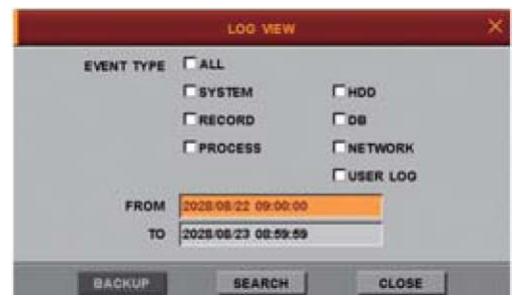 LOG VIEW
EVENT TYPE ALL
SYSTEM HDD
RECORD DB
PROCESS NETWORK
USER LOG
FROM 2028/08/22 09:00:00
TO 2028/08/23 08:59:59
BACKUP SEARCH CLOSE